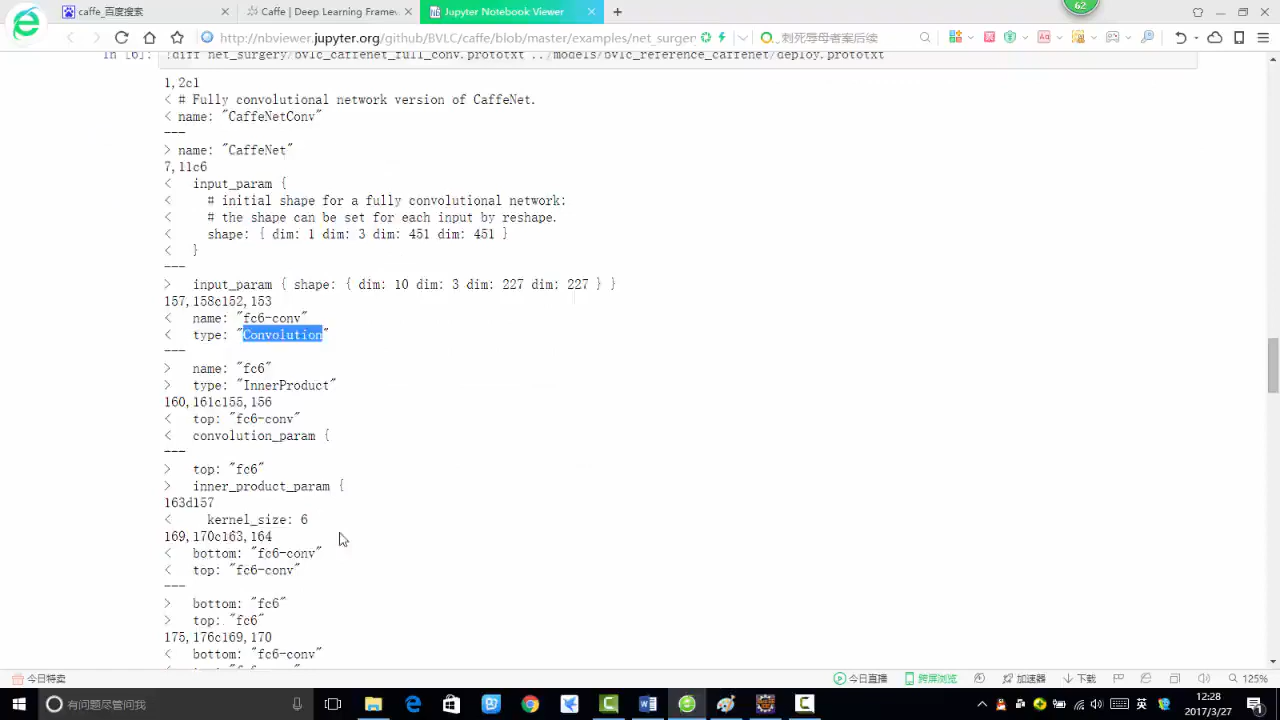 62
caffe_百度搜索
Caffe | Deep Learning Framew
Jupyter Notebook Viewer
http://nbviewer.jupyter.org/github/BVLC/caffe/blob/master/examples/net_surger
刺死辱母者案后续
In [6]: !diff net_surgery/bvlc_caffenet_full_conv.prototxt ../models/bvlc_reference_caffenet/deploy.prototxt
1,2c1
< # Fully convolutional network version of CaffeNet.
< name: "CaffeNetConv"
---
> name: "CaffeNet"
7,11c6
< input_param {
< # initial shape for a fully convolutional network:
< # the shape can be set for each input by reshape.
< shape: { dim: 1 dim: 3 dim: 451 dim: 451 }
< }
---
> input_param { shape: { dim: 10 dim: 3 dim: 227 dim: 227 } }
157,158c152,153
< name: "fc6-conv"
< type: "Convolution"
---
> name: "fc6"
> type: "InnerProduct"
160,161c155,156
< top: "fc6-conv"
< convolution_param {
---
> top: "fc6"
> inner_product_param {
163d157
< kernel_size: 6
169,170c163,164
< bottom: "fc6-conv"
< top: "fc6-conv"
---
> bottom: "fc6"
> top: "fc6"
175,176c169,170
< bottom: "fc6-conv"
今日特卖
今日直播
跨屏浏览
加速器
下载
125%
有问题尽管问我
英
12:28
2017/3/27